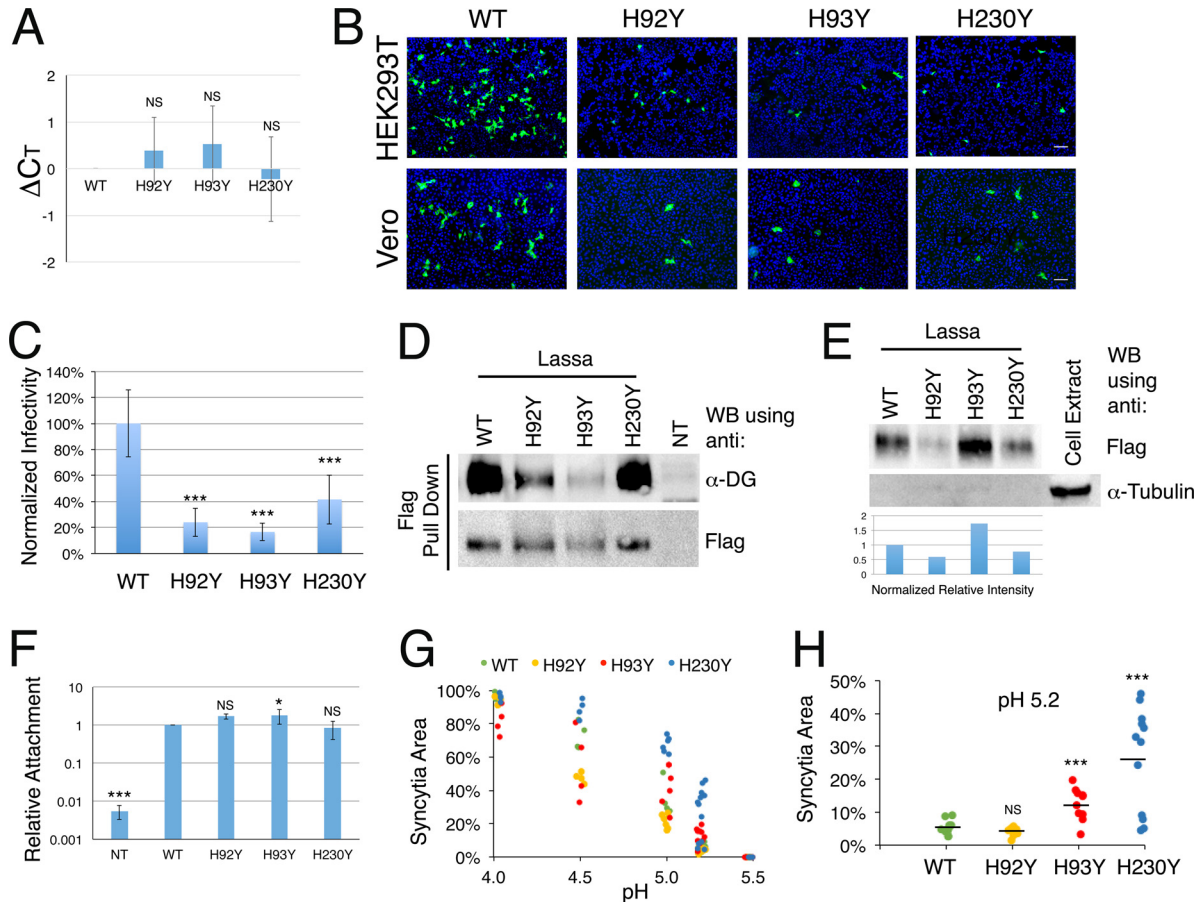 A
2
1
0
-1
-2
ΔCT
NS
NS
NS
WT
H92Y
H93Y
H230Y
B
WT
H92Y
H93Y
H230Y
HEK293T
Vero
C
Normalized Infectivity
140%
120%
100%
80%
60%
40%
20%
0%
***
***
***
WT
H92Y
H93Y
H230Y
D
Lassa
WT
H92Y
H93Y
H230Y
NT
WB using
anti:
α-DG
Flag
Flag
Pull Down
E
Lassa
WT
H92Y
H93Y
H230Y
Cell Extract
WB
using
anti:
Flag
α-Tubulin
2
1.5
1
0.5
0
Normalized Relative Intensity
F
Relative Attachment
10
1
0.1
0.01
0.001
***
NS
*
NS
NT
WT
H92Y
H93Y
H230Y
G
WT
H92Y
H93Y
H230Y
Syncytia Area
100%
80%
60%
40%
20%
0%
4.0
4.5
5.0
5.5
pH
H
pH 5.2
Syncytia Area
50%
40%
30%
20%
10%
0%
NS
***
***
WT
H92Y
H93Y
H230Y